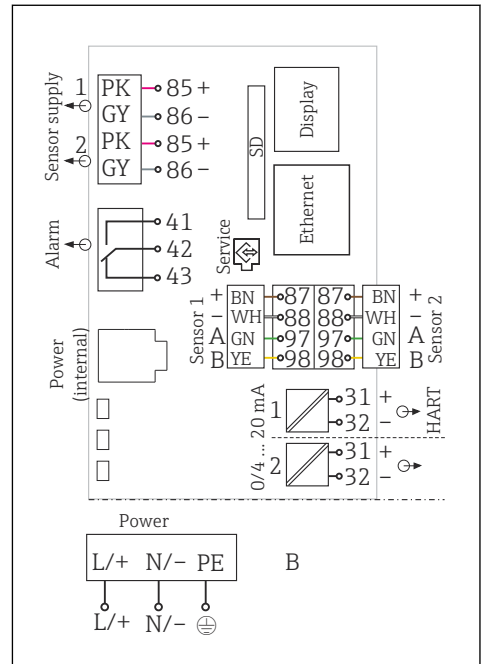 Sensor supply
1 PK 85 +
GY 86 –
2 PK 85 +
GY 86 –
Display
SD
Ethernet
Alarm
41
42
43
Service
Sensor 1
+ BN 87 87 BN +
– WH 88 88 WH –
A GN 97 97 GN A
B YE 98 98 YE B
Sensor 2
Power
(internal)
0/4 ... 20 mA
1 31 +
32 –
HART
2 31 +
32 –
Power
L/+ N/– PE
B
L/+ N/–